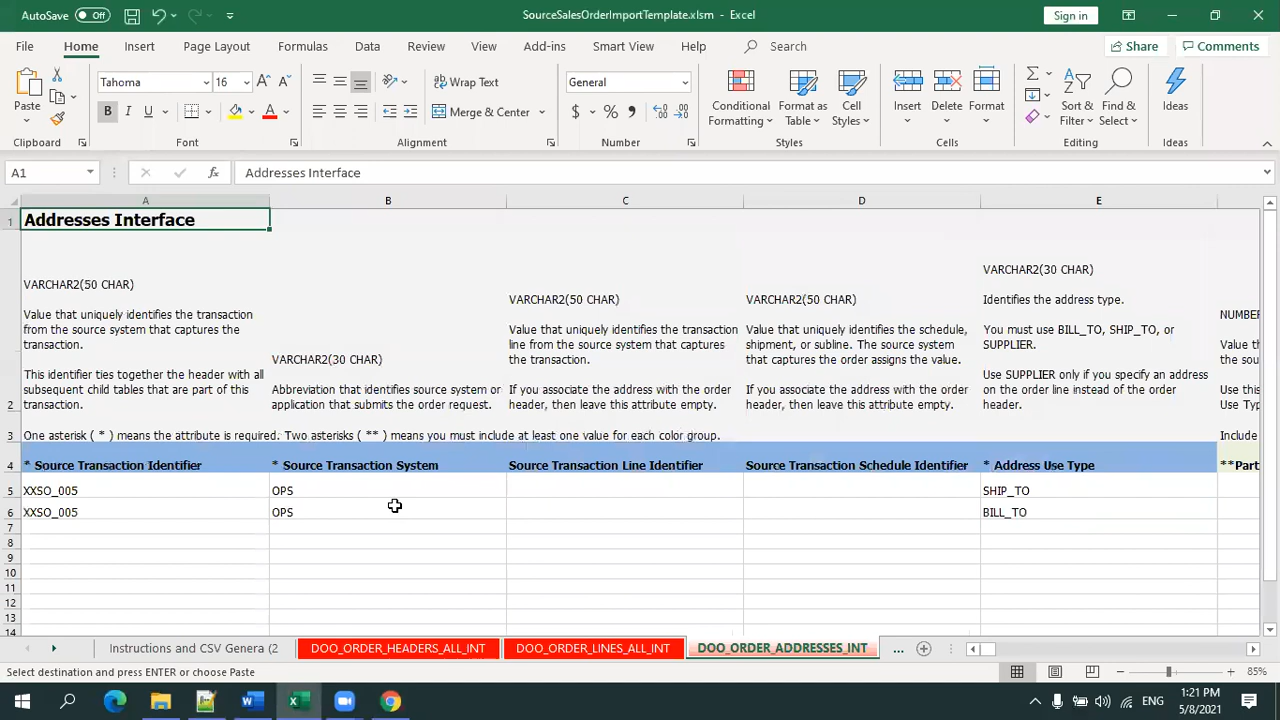 AutoSave Off SourceSalesOrderImportTemplate.xlsm - Excel Sign in
File Home Insert Page Layout Formulas Data Review View Add-ins Smart View Help Search Share Comments
Paste Tahoma 16 Wrap Text General Conditional Formatting Format as Table Cell Styles Insert Delete Format Sort & Filter Find & Select Ideas
B I U A Merge & Center $ %
Clipboard Font Alignment Number Styles Cells Editing Ideas
A1 fx Addresses Interface
A B C D E
1 Addresses Interface
VARCHAR2(50 CHAR)
Value that uniquely identifies the transaction
from the source system that captures the
transaction.
This identifier ties together the header with all
subsequent child tables that are part of this
transaction.
VARCHAR2(30 CHAR)
Abbreviation that identifies source system or
application that submits the order request.
VARCHAR2(50 CHAR)
Value that uniquely identifies the transaction
line from the source system that captures
the transaction.
If you associate the address with the order
header, then leave this attribute empty.
VARCHAR2(50 CHAR)
Value that uniquely identifies the schedule,
shipment, or subline. The source system
that captures the order assigns the value.
If you associate the address with the order
header, then leave this attribute empty.
VARCHAR2(30 CHAR)
Identifies the address type.
You must use BILL_TO, SHIP_TO, or
SUPPLIER.
Use SUPPLIER only if you specify an address
on the order line instead of the order
header.
NUMBER
Value th
the sour
Use this
Use Typ
2
3 One asterisk ( * ) means the attribute is required. Two asterisks ( ** ) means you must include at least one value for each color group. Include
4 * Source Transaction Identifier * Source Transaction System Source Transaction Line Identifier Source Transaction Schedule Identifier * Address Use Type **Part
5 XXSO_005 OPS SHIP_TO
6 XXSO_005 OPS BILL_TO
7
8
9
10
11
12
13
14
Instructions and CSV Genera (2 DOO_ORDER_HEADERS_ALL_INT DOO_ORDER_LINES_ALL_INT DOO_ORDER_ADDRESSES_INT ...
Select destination and press ENTER or choose Paste 85%
ENG 1:21 PM
5/8/2021